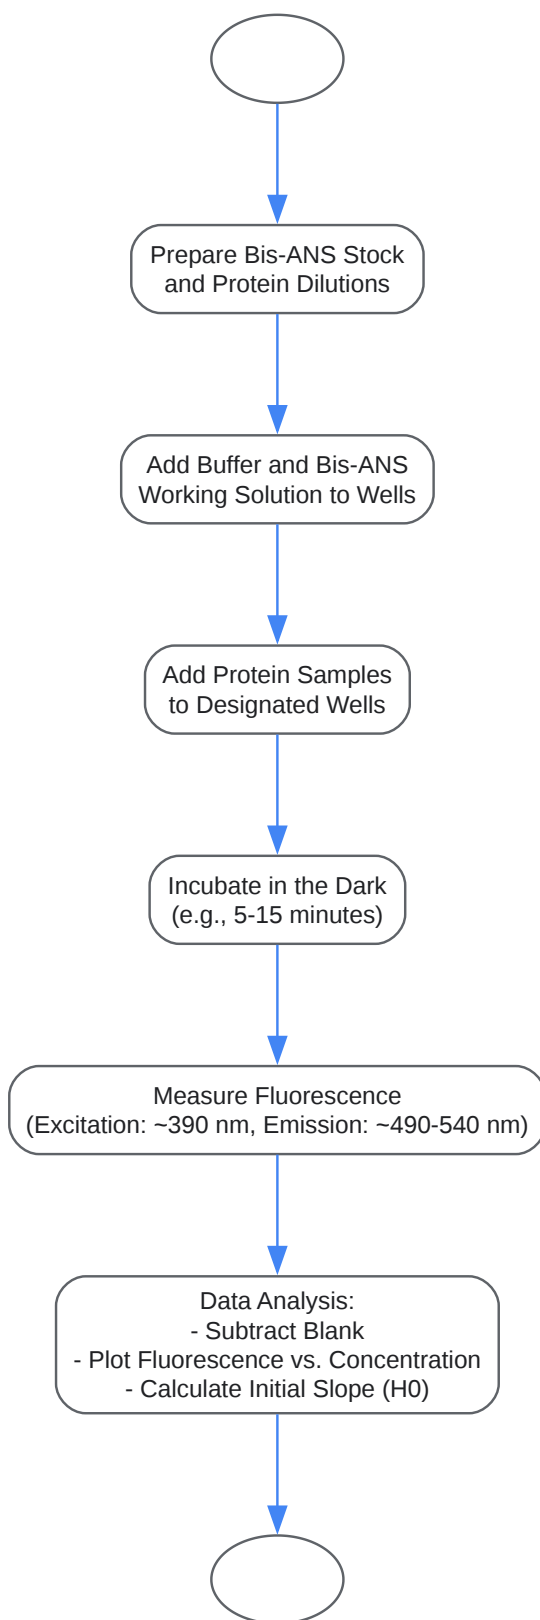 Prepare Bis-ANS Stock
and Protein Dilutions
Add Buffer and Bis-ANS
Working Solution to Wells
Add Protein Samples
to Designated Wells
Incubate in the Dark
(e.g., 5-15 minutes)
Measure Fluorescence
(Excitation: ~390 nm, Emission: ~490-540 nm)
Data Analysis:
- Subtract Blank
- Plot Fluorescence vs. Concentration
- Calculate Initial Slope (H0)